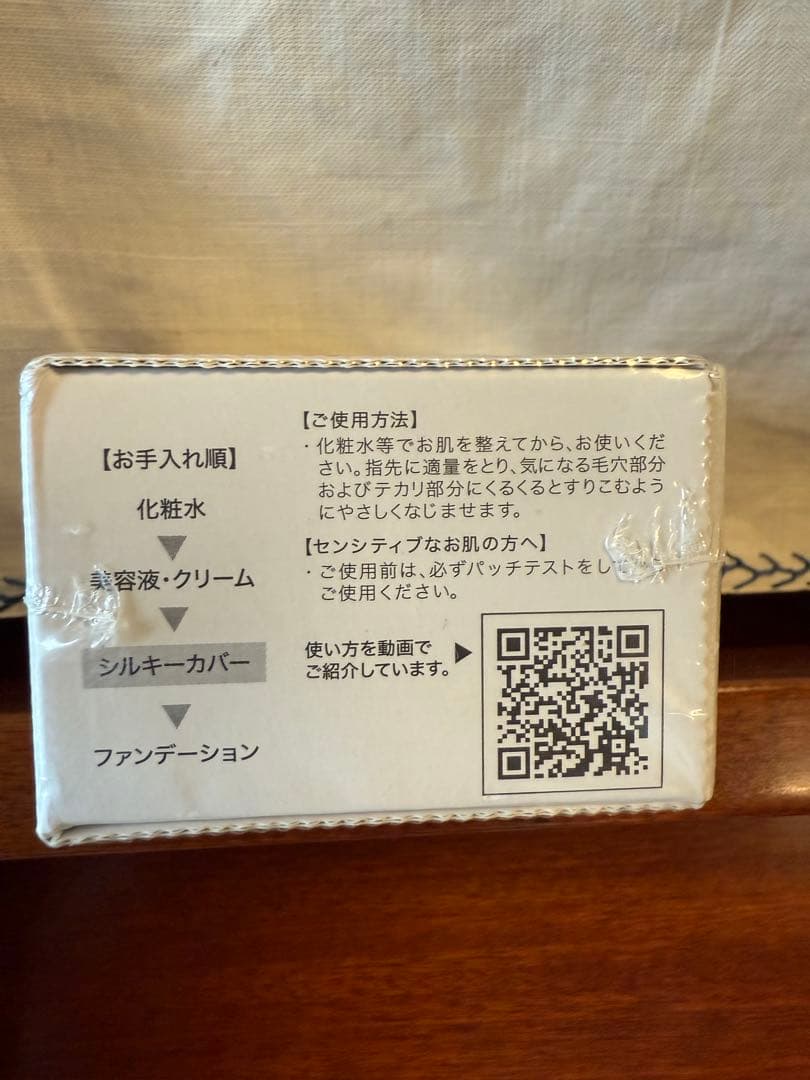 【お手入れ順】
化粧水
美容液・クリーム
シルキーカバー
ファンデーション
【ご使用方法】
・化粧水等でお肌を整えてから、お使いくだ
さい。指先に適量をとり、気になる毛穴部分
およびテカリ部分にくるくるとすりこむよう
にやさしくなじませます。
【センシティブなお肌の方へ】
・ご使用前は、必ずパッチテストをして
ご使用ください。
使い方を動画で
ご紹介しています。